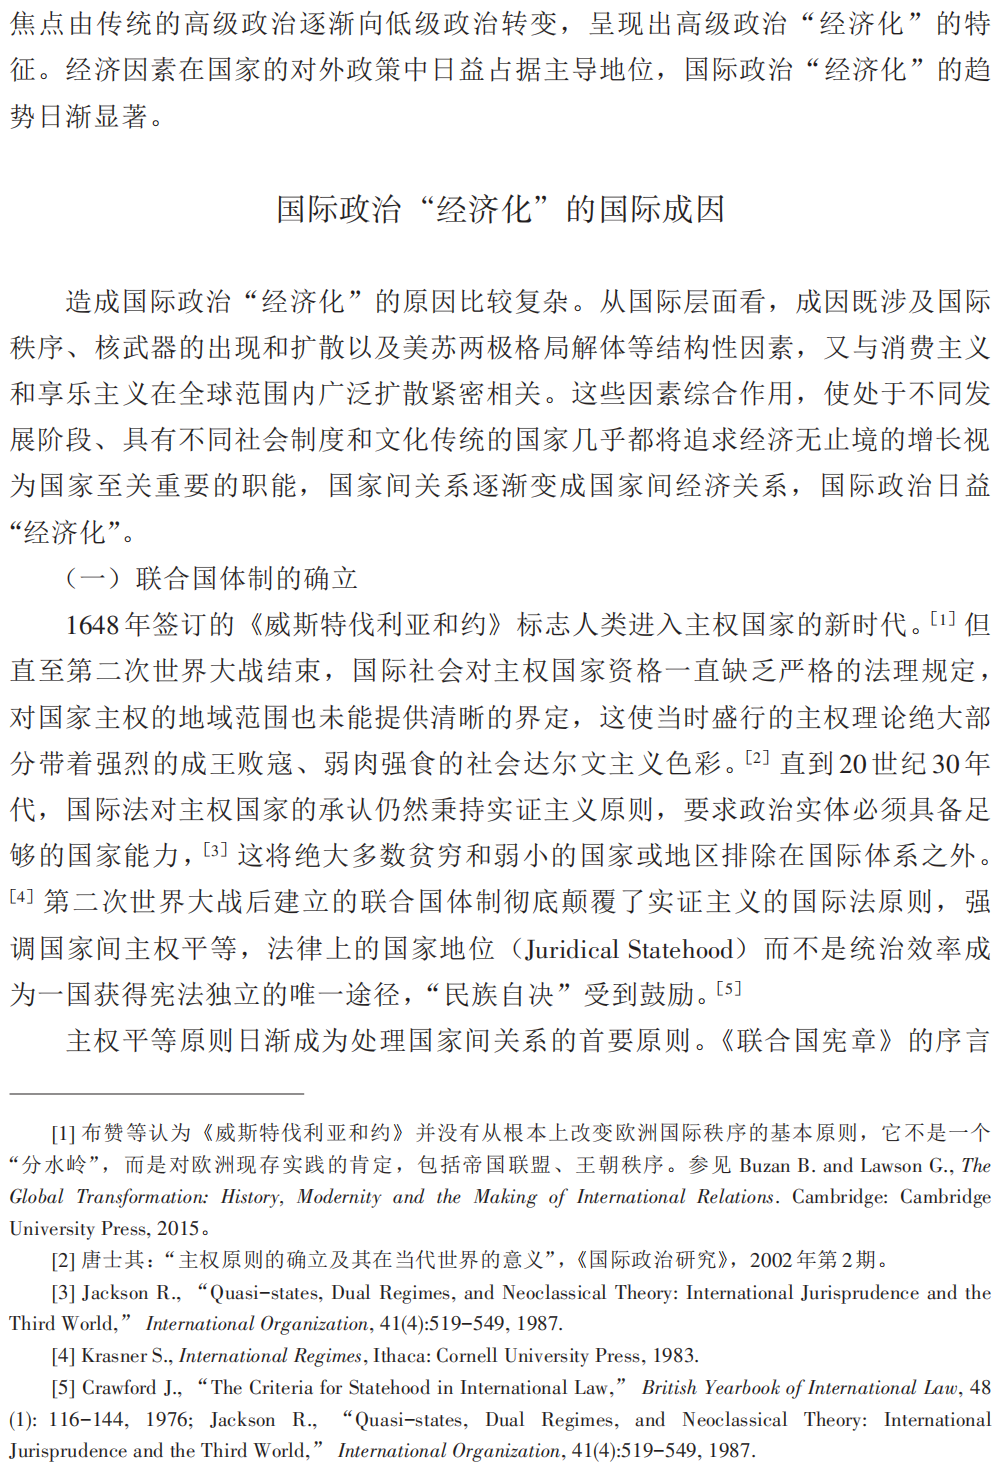 焦点由传统的高级政治逐渐向低级政治转变，呈现出高级政治“经济化”的特
征。经济因素在国家的对外政策中日益占据主导地位，国际政治“经济化”的趋
势日渐显著。
国际政治“经济化”的国际成因
造成国际政治“经济化”的原因比较复杂。从国际层面看，成因既涉及国际
秩序、核武器的出现和扩散以及美苏两极格局解体等结构性因素，又与消费主义
和享乐主义在全球范围内广泛扩散紧密相关。这些因素综合作用，使处于不同发
展阶段、具有不同社会制度和文化传统的国家几乎都将追求经济无止境的增长视
为国家至关重要的职能，国家间关系逐渐变成国家间经济关系，国际政治日益
“经济化”。
（一）联合国体制的确立
1648年签订的《威斯特伐利亚和约》标志人类进入主权国家的新时代。[1]但
直至第二次世界大战结束，国际社会对主权国家资格一直缺乏严格的法理规定，
对国家主权的地域范围也未能提供清晰的界定，这使当时盛行的主权理论绝大部
分带着强烈的成王败寇、弱肉强食的社会达尔文主义色彩。[2]直到20世纪30年
代，国际法对主权国家的承认仍然秉持实证主义原则，要求政治实体必须具备足
够的国家能力，[3]这将绝大多数贫穷和弱小的国家或地区排除在国际体系之外。
[4]第二次世界大战后建立的联合国体制彻底颠覆了实证主义的国际法原则，强
调国家间主权平等，法律上的国家地位（Juridical Statehood）而不是统治效率成
为一国获得宪法独立的唯一途径，“民族自决”受到鼓励。[5]
主权平等原则日渐成为处理国家间关系的首要原则。《联合国宪章》的序言
[1] 布赞等认为《威斯特伐利亚和约》并没有从根本上改变欧洲国际秩序的基本原则，它不是一个
“分水岭”，而是对欧洲现存实践的肯定，包括帝国联盟、王朝秩序。参见 Buzan B. and Lawson G., The
Global Transformation: History, Modernity and the Making of International Relations. Cambridge: Cambridge
University Press, 2015。
[2] 唐士其：“主权原则的确立及其在当代世界的意义”，《国际政治研究》，2002年第2期。
[3] Jackson R., “Quasi-states, Dual Regimes, and Neoclassical Theory: International Jurisprudence and the
Third World,” International Organization, 41(4):519-549, 1987.
[4] Krasner S., International Regimes, Ithaca: Cornell University Press, 1983.
[5] Crawford J., “The Criteria for Statehood in International Law,” British Yearbook of International Law, 48
(1): 116-144, 1976; Jackson R., “Quasi-states, Dual Regimes, and Neoclassical Theory: International
Jurisprudence and the Third World,” International Organization, 41(4):519-549, 1987.